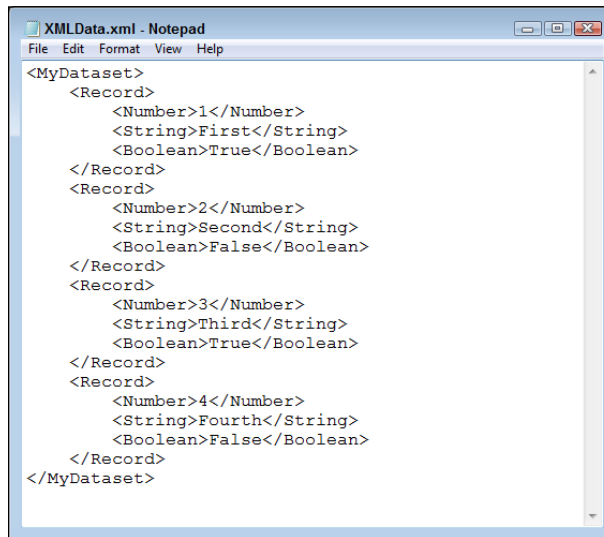 XMLData.xml - Notepad
File Edit Format View Help
<MyDataset>
    <Record>
        <Number>1</Number>
        <String>First</String>
        <Boolean>True</Boolean>
    </Record>
    <Record>
        <Number>2</Number>
        <String>Second</String>
        <Boolean>False</Boolean>
    </Record>
    <Record>
        <Number>3</Number>
        <String>Third</String>
        <Boolean>True</Boolean>
    </Record>
    <Record>
        <Number>4</Number>
        <String>Fourth</String>
        <Boolean>False</Boolean>
    </Record>
</MyDataset>